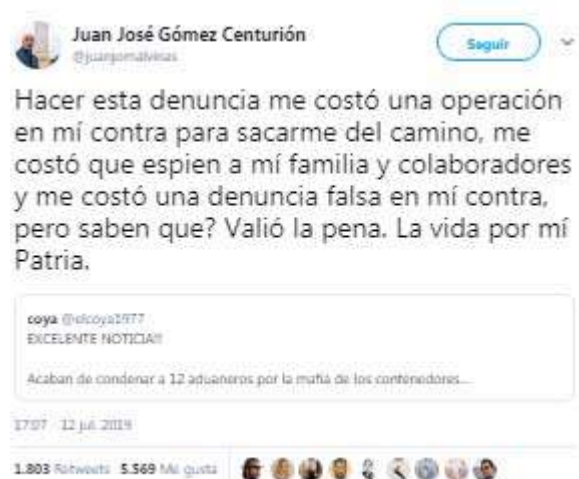 Juan José Gómez Centurión
@juanjomalvinas
Seguir
Hacer esta denuncia me costó una operación
en mí contra para sacarme del camino, me
costó que espien a mí familia y colaboradores
y me costó una denuncia falsa en mí contra,
pero saben que? Valió la pena. La vida por mí
Patria.
coya @elcoya1977
EXCELENTE NOTICIA!!!
Acaban de condenar a 12 aduaneros por la mafia de los contenedores...
17:07 12 jul. 2019
1.803 Retweets 5.569 Me gusta